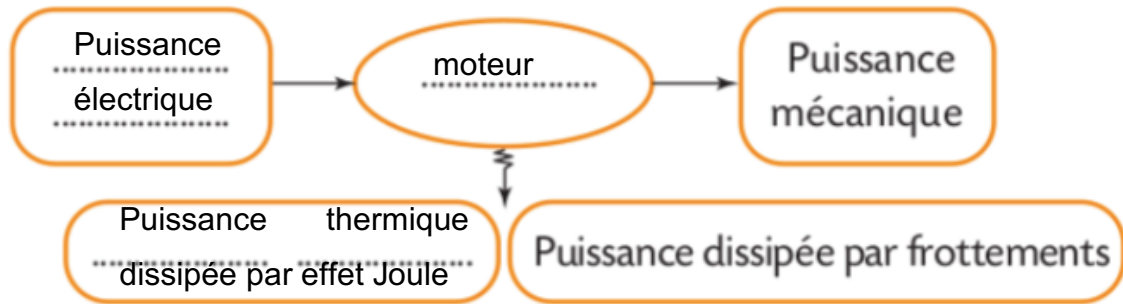 Puissance
électrique
moteur
Puissance
mécanique
Puissance thermique
dissipée par effet Joule
Puissance dissipée par frottements